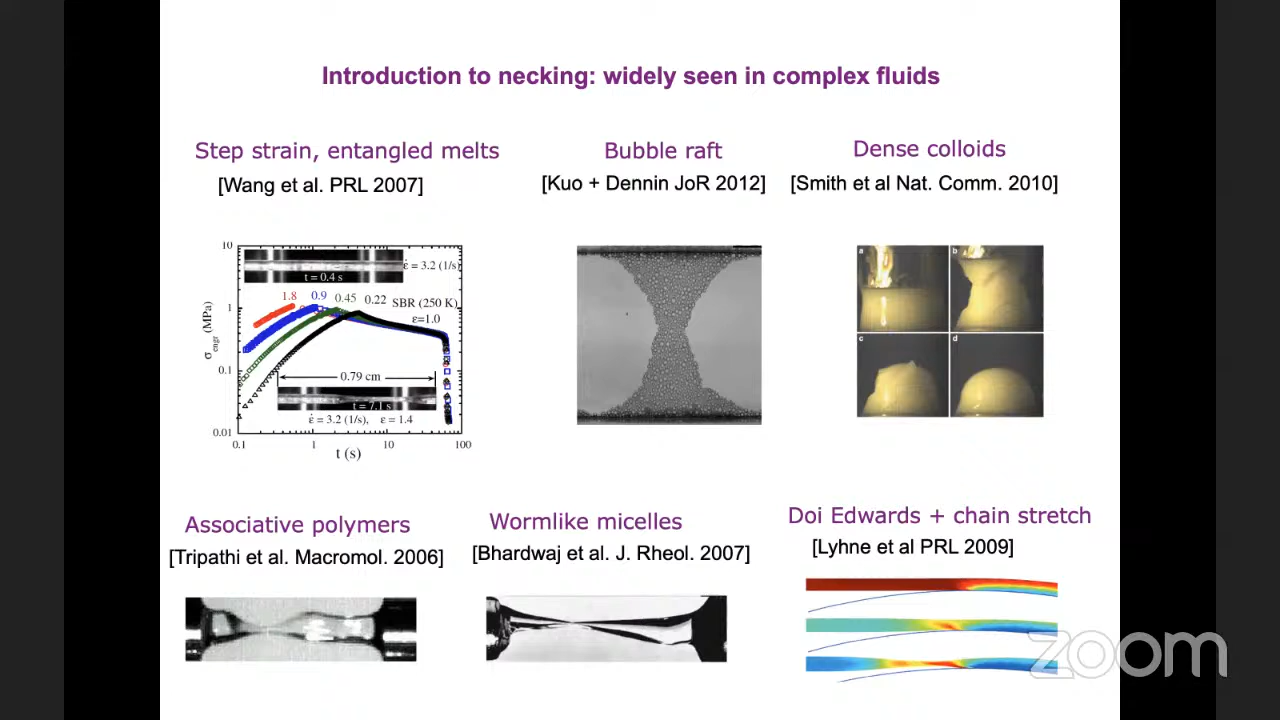 Introduction to necking: widely seen in complex fluids
Step strain, entangled melts
[Wang et al. PRL 2007]
Bubble raft
[Kuo + Dennin JoR 2012]
Dense colloids
[Smith et al Nat. Comm. 2010]
10
1
0.1
0.01
σengr (MPa)
t = 0.4 s
ε̇ = 3.2 (1/s)
1.8 0.9 0.45 0.22 SBR (250 K)
ε=1.0
0.79 cm
t = 7.1 s
ε̇ = 3.2 (1/s), ε = 1.4
0.1 1 10 100
t (s)
a
b
c
d
Associative polymers
[Tripathi et al. Macromol. 2006]
Wormlike micelles
[Bhardwaj et al. J. Rheol. 2007]
Doi Edwards + chain stretch
[Lyhne et al PRL 2009]
zoom